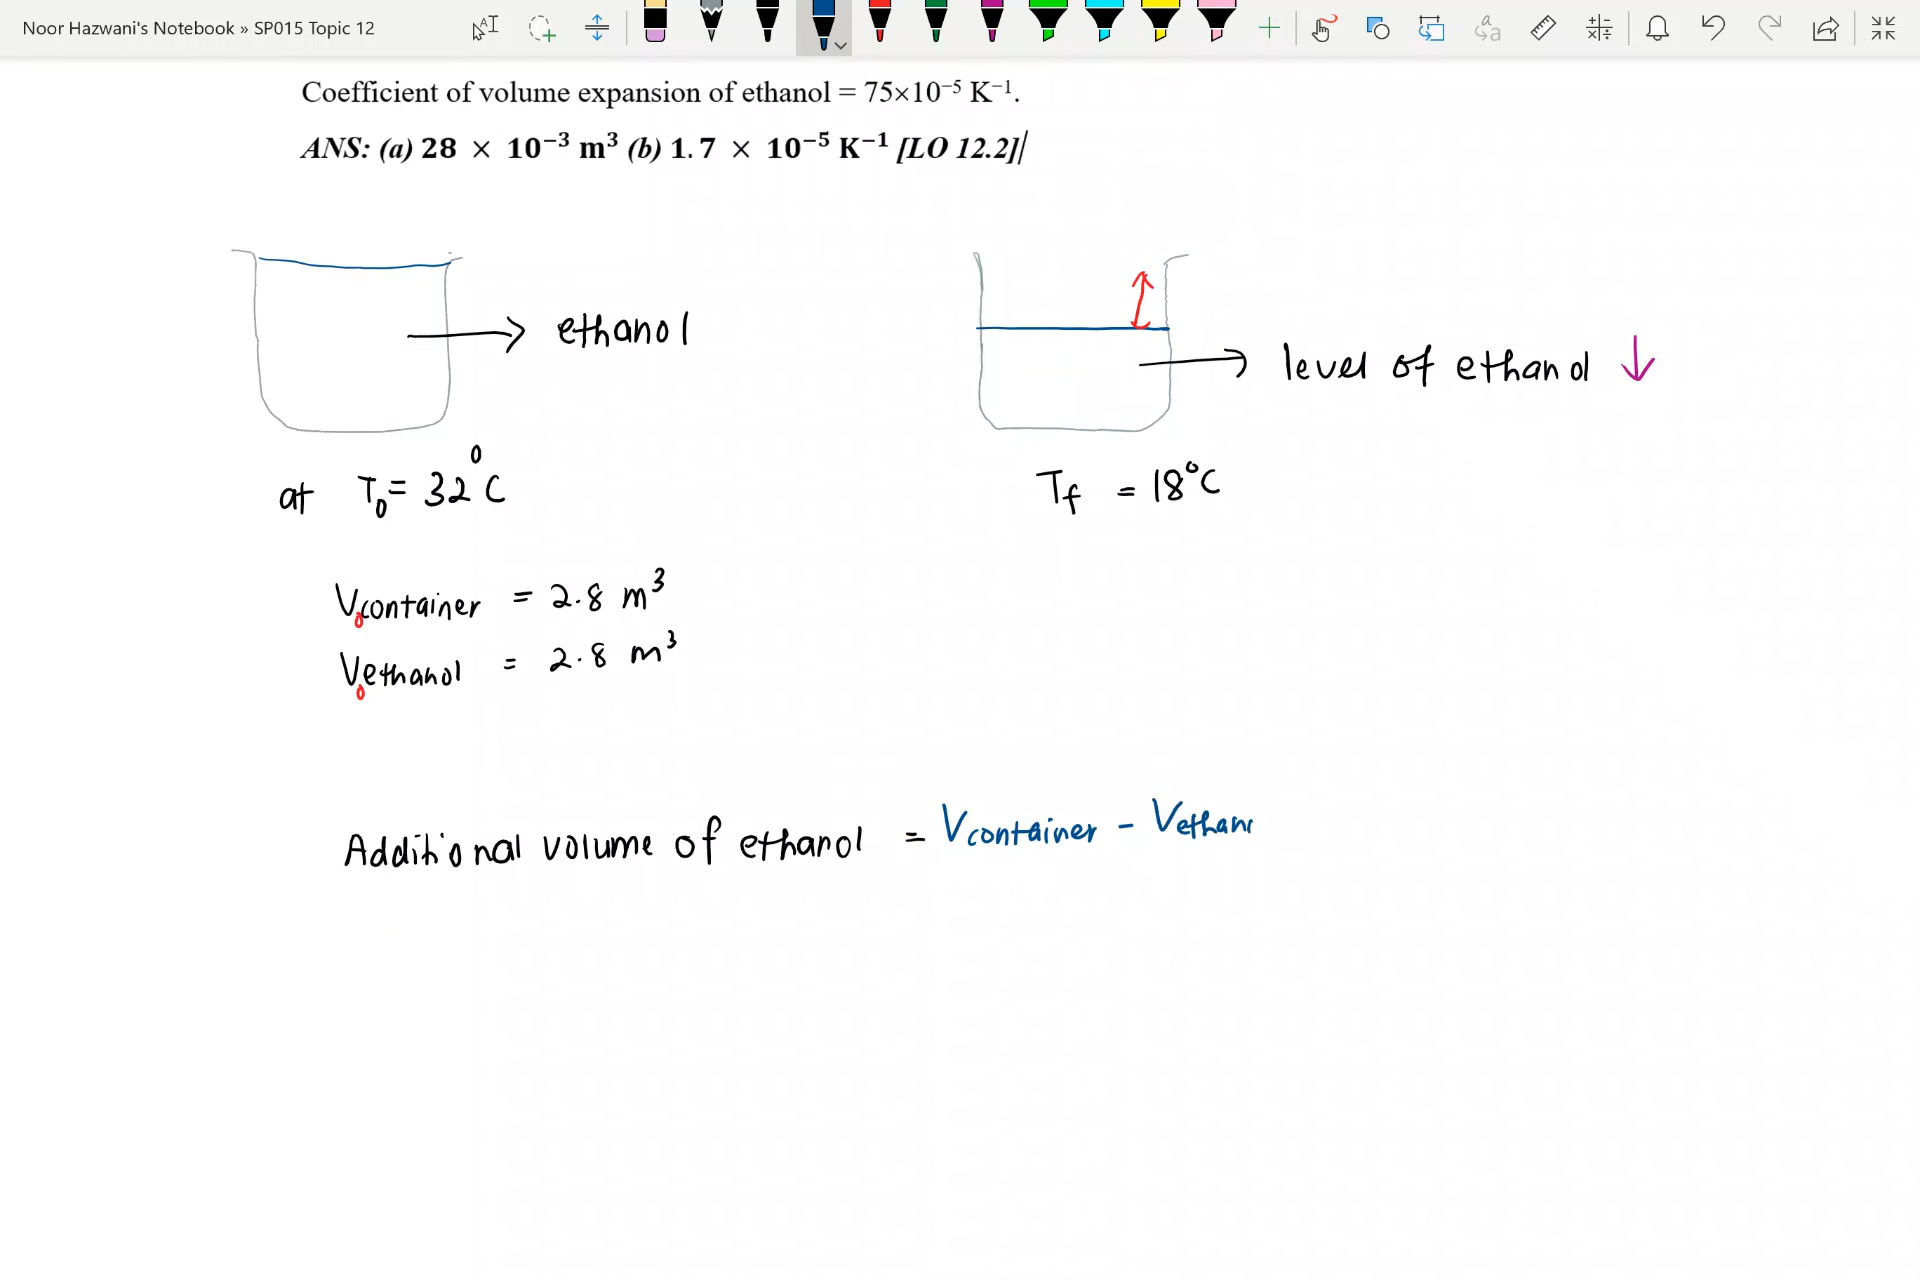 Noor Hazwani's Notebook » SP015 Topic 12
Coefficient of volume expansion of ethanol = 75×10⁻⁵ K⁻¹.
ANS: (a) 28 × 10⁻³ m³ (b) 1.7 × 10⁻⁵ K⁻¹ [LO 12.2]
ethanol
level of ethanol ↓
at T₀ = 32°C
T_f = 18°C
V₀container = 2.8 m³
V₀ethanol = 2.8 m³
Additional volume of ethanol = Vcontainer - Vethan